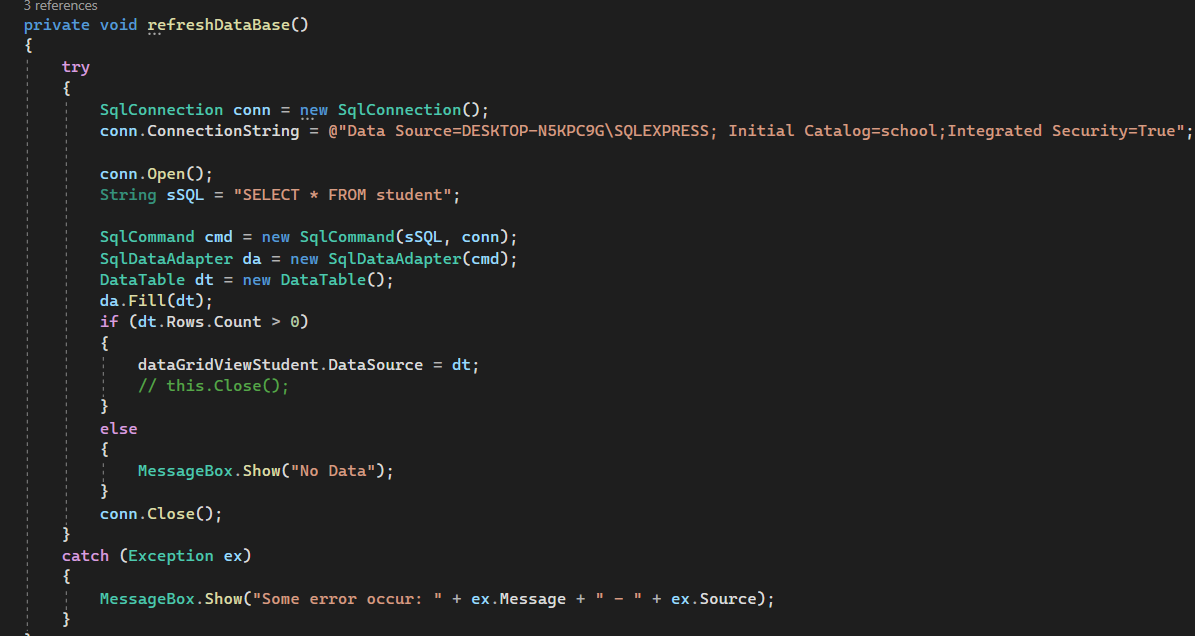 3 references
private void refreshDataBase()
{
try
{
SqlConnection conn = new SqlConnection();
conn.ConnectionString = @"Data Source=DESKTOP-N5KPC9G\SQLEXPRESS; Initial Catalog=school;Integrated Security=True";
conn.Open();
String sSQL = "SELECT * FROM student";
SqlCommand cmd = new SqlCommand(sSQL, conn);
SqlDataAdapter da = new SqlDataAdapter(cmd);
DataTable dt = new DataTable();
da.Fill(dt);
if (dt.Rows.Count > 0)
{
dataGridViewStudent.DataSource = dt;
// this.Close();
}
else
{
MessageBox.Show("No Data");
}
conn.Close();
}
catch (Exception ex)
{
MessageBox.Show("Some error occur: " + ex.Message + " - " + ex.Source);
}